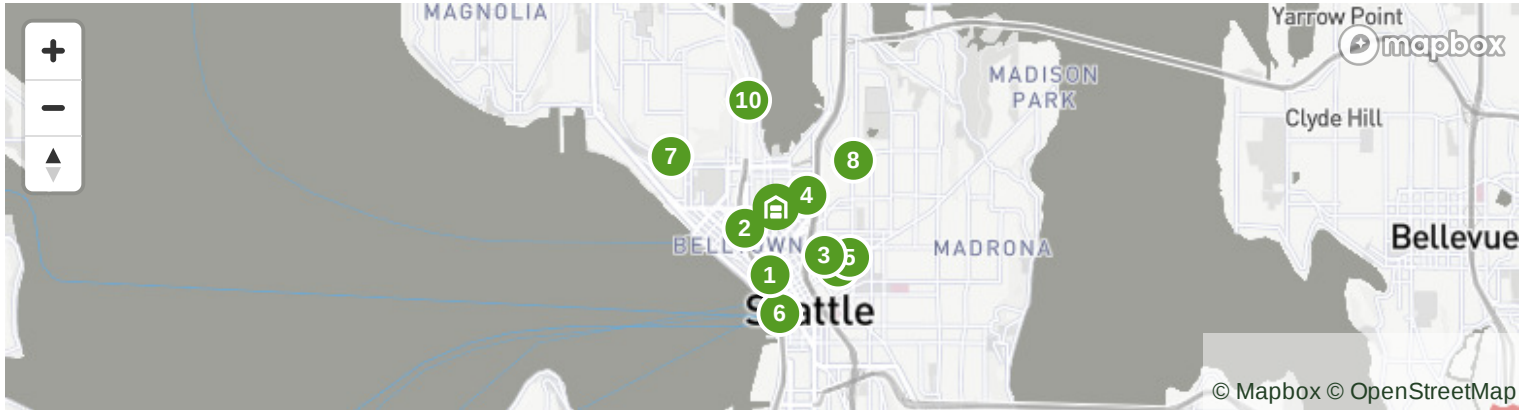 MAGNOLIA
Yarrow Point
mapbox
MADISON
PARK
10
Clyde Hill
7
8
4
2
BELLTOWN
3
5
MADRONA
Bellevue
1
Seattle
6
© Mapbox © OpenStreetMap